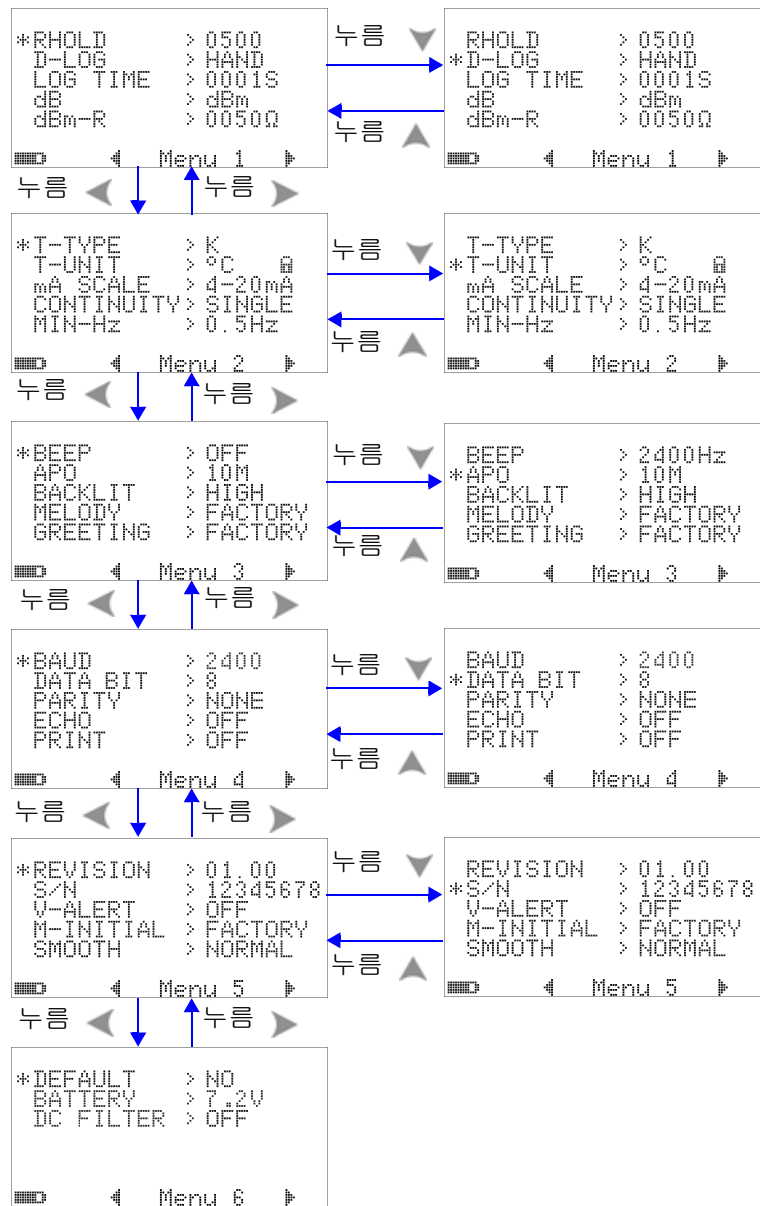 *RHOLD > 0500
D-LOG > HAND
LOG TIME > 0001S
dB > dBm
dBm-R > 0050Ω
Menu 1
누름
누름
RHOLD > 0500
*D-LOG > HAND
LOG TIME > 0001S
dB > dBm
dBm-R > 0050Ω
Menu 1
누름
누름
*T-TYPE > K
T-UNIT > °C
mA SCALE > 4-20mA
CONTINUITY > SINGLE
MIN-Hz > 0.5Hz
Menu 2
누름
누름
T-TYPE > K
*T-UNIT > °C
mA SCALE > 4-20mA
CONTINUITY > SINGLE
MIN-Hz > 0.5Hz
Menu 2
누름
누름
*BEEP > OFF
APO > 10M
BACKLIT > HIGH
MELODY > FACTORY
GREETING > FACTORY
Menu 3
누름
누름
BEEP > 2400Hz
*APO > 10M
BACKLIT > HIGH
MELODY > FACTORY
GREETING > FACTORY
Menu 3
누름
누름
*BAUD > 2400
DATA BIT > 8
PARITY > NONE
ECHO > OFF
PRINT > OFF
Menu 4
누름
누름
BAUD > 2400
*DATA BIT > 8
PARITY > NONE
ECHO > OFF
PRINT > OFF
Menu 4
누름
누름
*REVISION > 01.00
S/N > 12345678
V-ALERT > OFF
M-INITIAL > FACTORY
SMOOTH > NORMAL
Menu 5
누름
누름
REVISION > 01.00
*S/N > 12345678
V-ALERT > OFF
M-INITIAL > FACTORY
SMOOTH > NORMAL
Menu 5
누름
누름
*DEFAULT > NO
BATTERY > 7.2V
DC FILTER > OFF
Menu 6